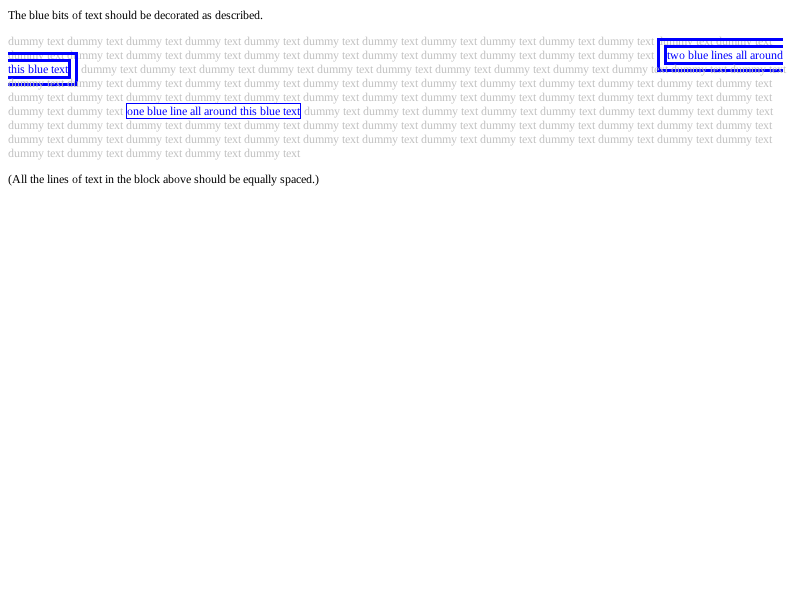 The blue bits of text should be decorated as described.
dummy text dummy text dummy text dummy text dummy text dummy text dummy text dummy text dummy text dummy text dummy text dummy text dummy text
dummy text dummy text dummy text dummy text dummy text dummy text dummy text dummy text dummy text dummy text dummy text two blue lines all around
this blue text dummy text dummy text dummy text dummy text dummy text dummy text dummy text dummy text dummy text dummy text dummy text dummy text
dummy text dummy text dummy text dummy text dummy text dummy text dummy text dummy text dummy text dummy text dummy text dummy text dummy text
dummy text dummy text dummy text dummy text dummy text dummy text dummy text dummy text dummy text dummy text dummy text dummy text dummy text
dummy text dummy text one blue line all around this blue text dummy text dummy text dummy text dummy text dummy text dummy text dummy text dummy text
dummy text dummy text dummy text dummy text dummy text dummy text dummy text dummy text dummy text dummy text dummy text dummy text dummy text
dummy text dummy text dummy text dummy text dummy text dummy text dummy text dummy text dummy text dummy text dummy text dummy text dummy text
dummy text dummy text dummy text dummy text dummy text
(All the lines of text in the block above should be equally spaced.)